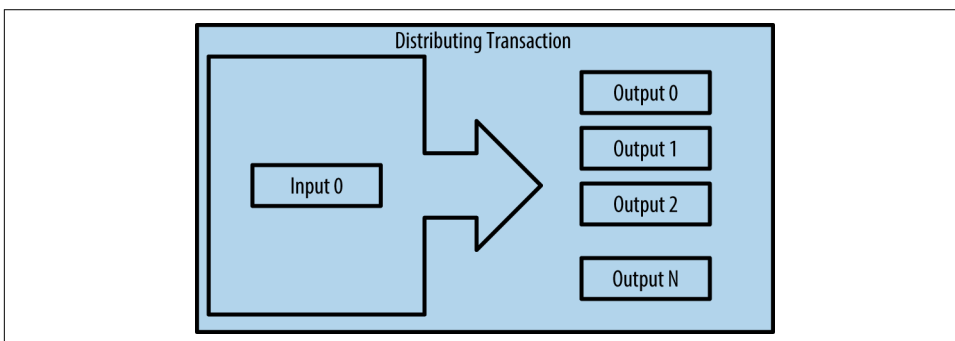 Distributing Transaction
Input 0
Output 0
Output 1
Output 2
Output N